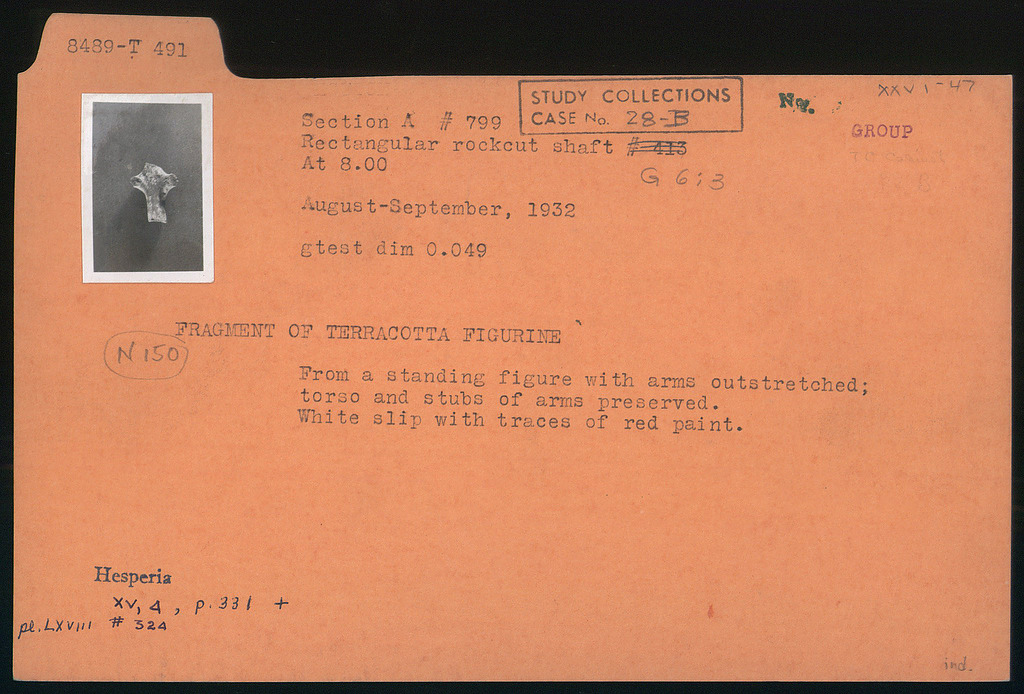 8489-T 491
STUDY COLLECTIONS
CASE No. 28-B
No.
XXVI-47
GROUP
Section A # 799
Rectangular rockcut shaft # 413
G 6:3
At 8.00
August-September, 1932
gtest dim 0.049
FRAGMENT OF TERRACOTTA FIGURINE
N 150
From a standing figure with arms outstretched;
torso and stubs of arms preserved.
White slip with traces of red paint.
Hesperia
XV, 4, p. 331 +
pl. LXVIII # 324
ind.